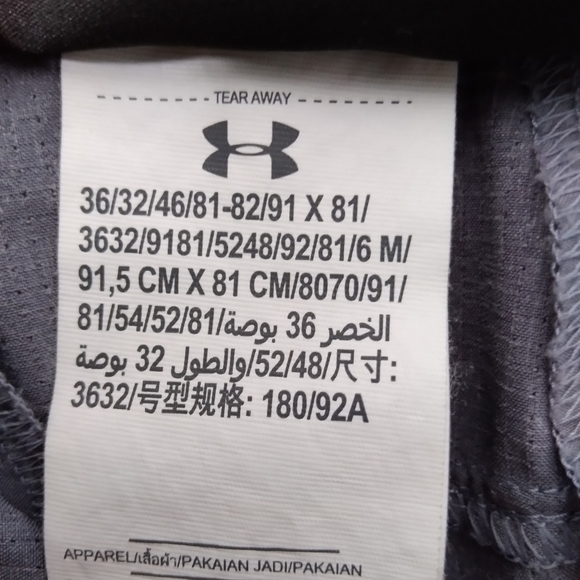 TEAR AWAY
36/32/46/81-82/91 X 81/
3632/9181/5248/92/81/6 M/
91,5 CM X 81 CM/8070/91/
81/54/52/81/الخصر 36 بوصة
والطول 32 بوصة/52/48/尺寸:
3632/号型规格: 180/92A
APPAREL/เสื้อผ้า/PAKAIAN JADI/PAKAIAN